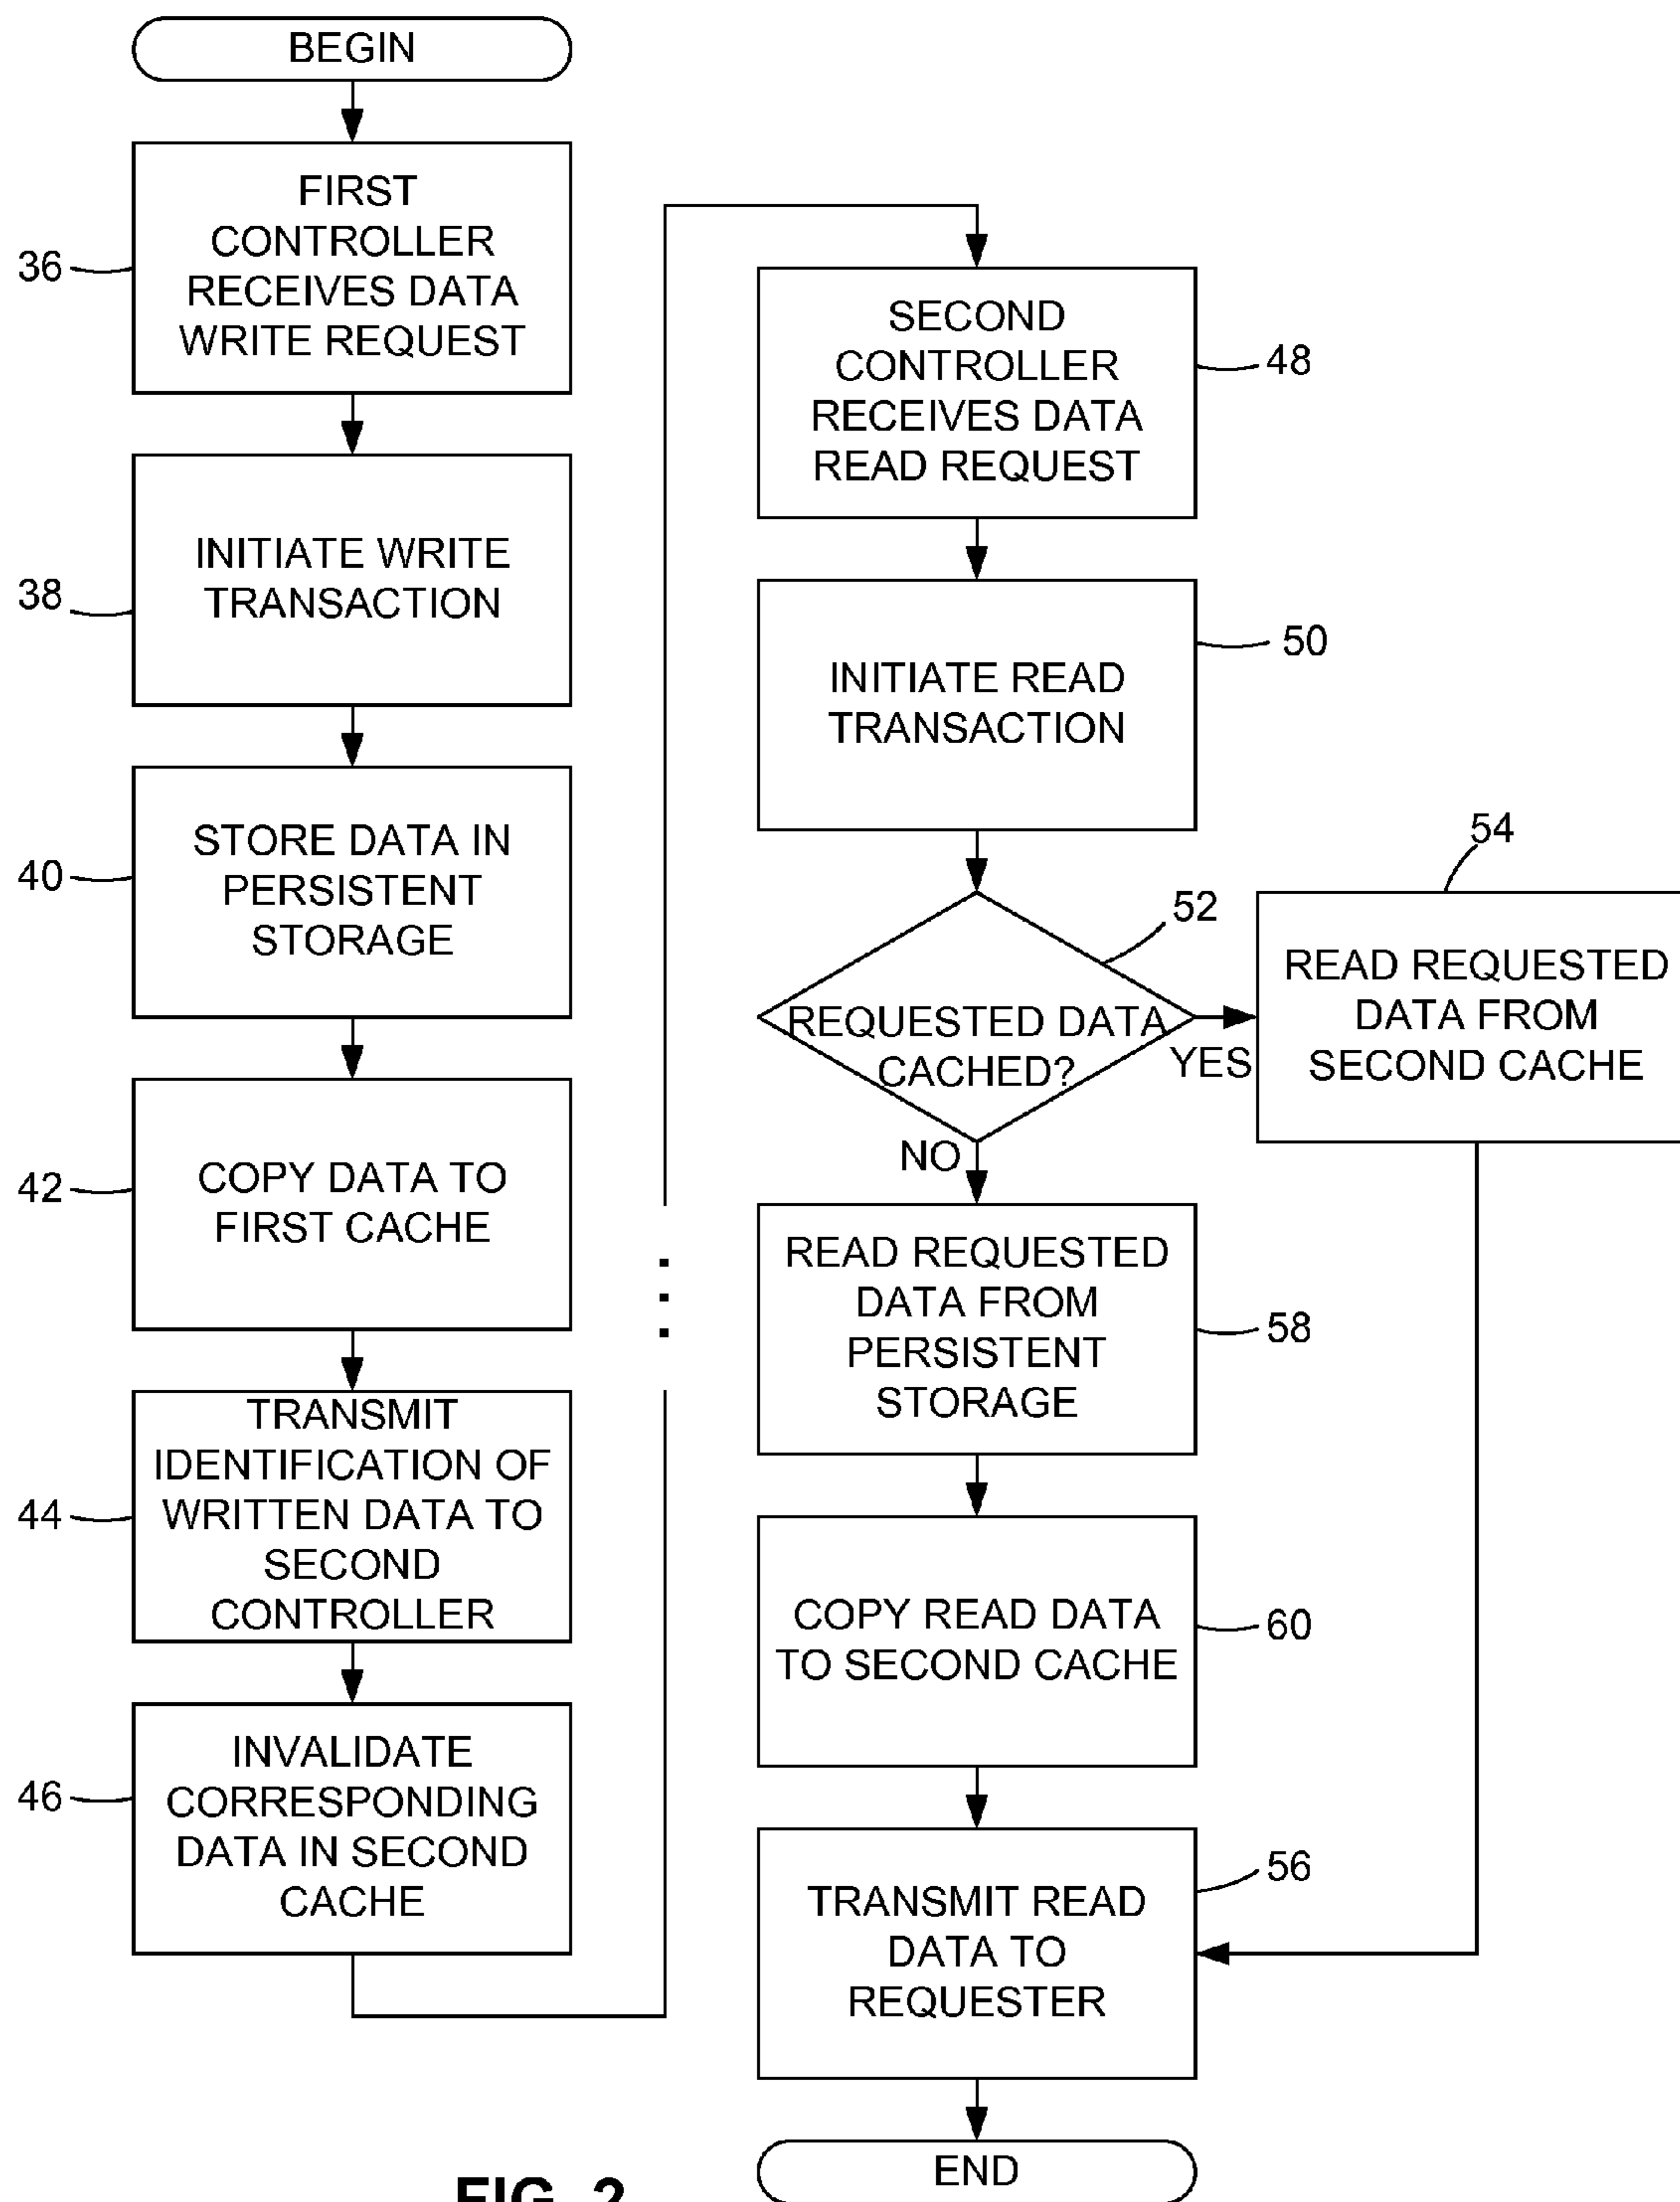 BEGIN
FIRST
CONTROLLER
RECEIVES DATA
WRITE REQUEST
36
INITIATE WRITE
TRANSACTION
38
STORE DATA IN
PERSISTENT
STORAGE
40
COPY DATA TO
FIRST CACHE
42
TRANSMIT
IDENTIFICATION OF
WRITTEN DATA TO
SECOND
CONTROLLER
44
INVALIDATE
CORRESPONDING
DATA IN SECOND
CACHE
46
SECOND
CONTROLLER
RECEIVES DATA
READ REQUEST
48
INITIATE READ
TRANSACTION
50
REQUESTED DATA
CACHED?
52
YES
NO
READ REQUESTED
DATA FROM
SECOND CACHE
54
READ REQUESTED
DATA FROM
PERSISTENT
STORAGE
58
COPY READ DATA
TO SECOND CACHE
60
TRANSMIT READ
DATA TO
REQUESTER
56
END
FIG. 2